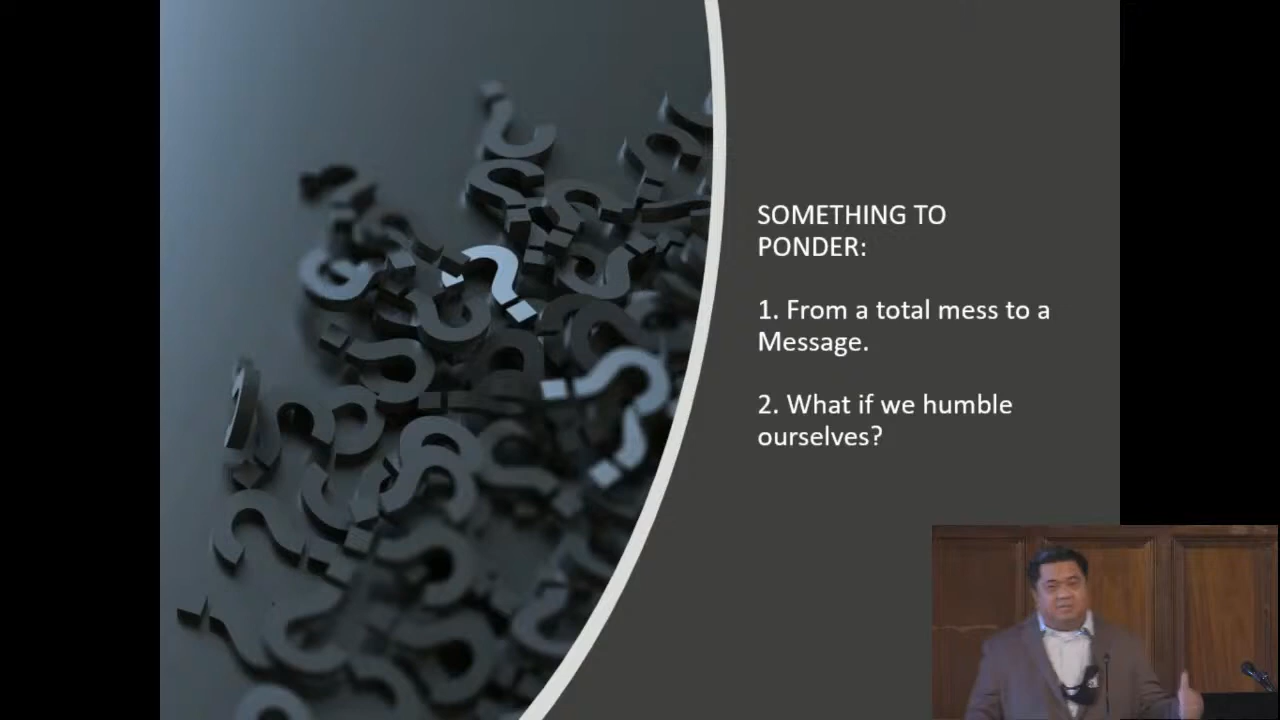 SOMETHING TO
PONDER:
1. From a total mess to a
Message.
2. What if we humble
ourselves?